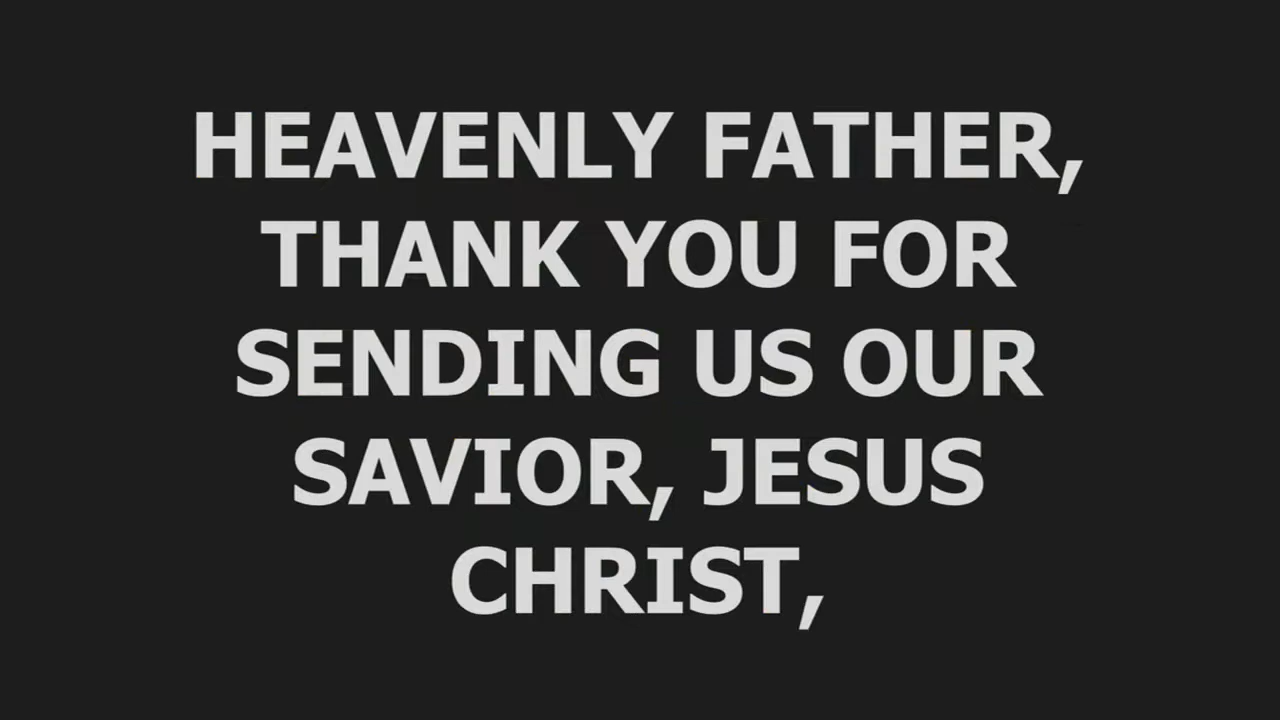 HEAVENLY FATHER,
THANK YOU FOR
SENDING US OUR
SAVIOR, JESUS
CHRIST,